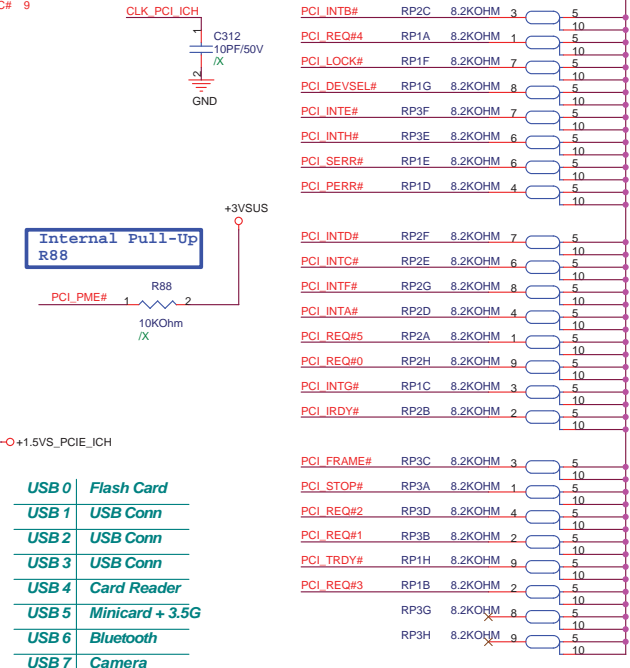 C# 9
CLK_PCI_ICH
1
C312
10PF/50V
/X
2
GND
+3VSUS
Internal Pull-Up
R88
R88
PCI_PME# 1 2
10KOhm
/X
+1.5VS_PCIE_ICH
USB 0 Flash Card
USB 1 USB Conn
USB 2 USB Conn
USB 3 USB Conn
USB 4 Card Reader
USB 5 Minicard + 3.5G
USB 6 Bluetooth
USB 7 Camera
PCI_INTB# RP2C 8.2KOHM 3 5
10
PCI_REQ#4 RP1A 8.2KOHM 1 5
10
PCI_LOCK# RP1F 8.2KOHM 7 5
10
PCI_DEVSEL# RP1G 8.2KOHM 8 5
10
PCI_INTE# RP3F 8.2KOHM 7 5
10
PCI_INTH# RP3E 8.2KOHM 6 5
10
PCI_SERR# RP1E 8.2KOHM 6 5
10
PCI_PERR# RP1D 8.2KOHM 4 5
10
PCI_INTD# RP2F 8.2KOHM 7 5
10
PCI_INTC# RP2E 8.2KOHM 6 5
10
PCI_INTF# RP2G 8.2KOHM 8 5
10
PCI_INTA# RP2D 8.2KOHM 4 5
10
PCI_REQ#5 RP2A 8.2KOHM 1 5
10
PCI_REQ#0 RP2H 8.2KOHM 9 5
10
PCI_INTG# RP1C 8.2KOHM 3 5
10
PCI_IRDY# RP2B 8.2KOHM 2 5
10
PCI_FRAME# RP3C 8.2KOHM 3 5
10
PCI_STOP# RP3A 8.2KOHM 1 5
10
PCI_REQ#2 RP3D 8.2KOHM 4 5
10
PCI_REQ#1 RP3B 8.2KOHM 2 5
10
PCI_TRDY# RP1H 8.2KOHM 9 5
10
PCI_REQ#3 RP1B 8.2KOHM 2 5
10
RP3G 8.2KOHM 8 5
10
RP3H 8.2KOHM 9 5
10